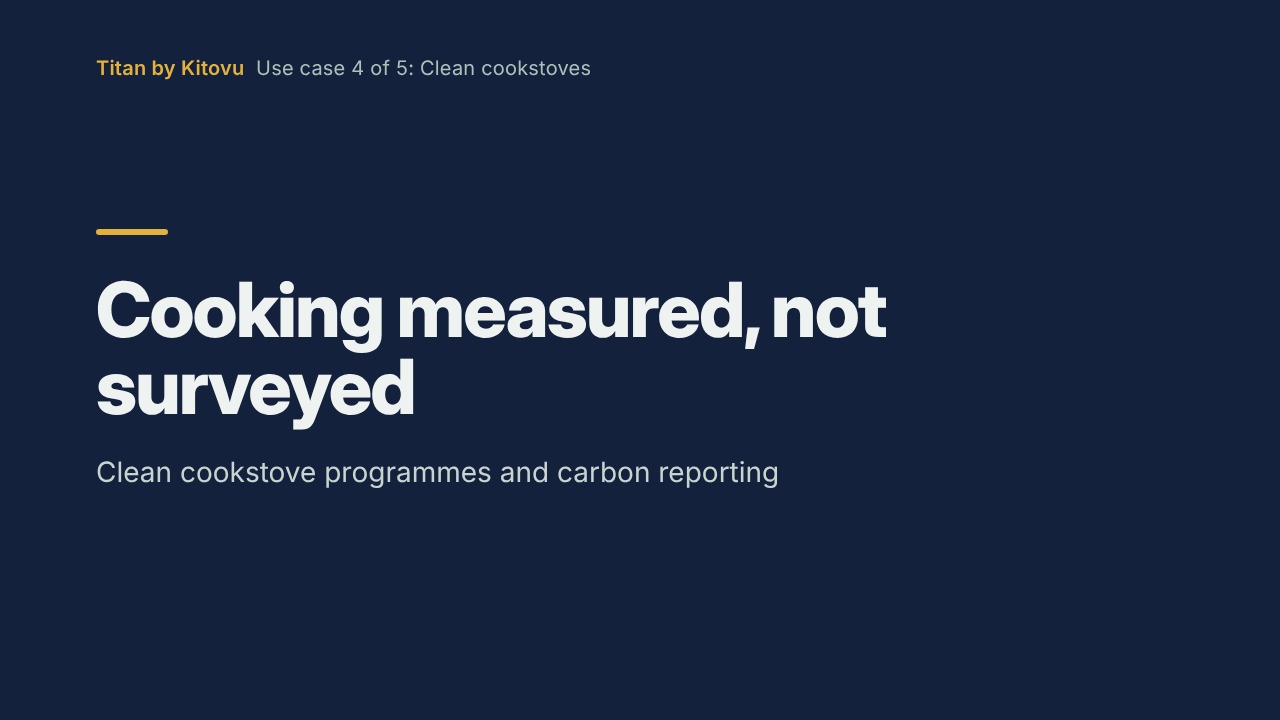 Titan by Kitovu Use case 4 of 5: Clean cookstoves
Cooking measured, not
surveyed
Clean cookstove programmes and carbon reporting